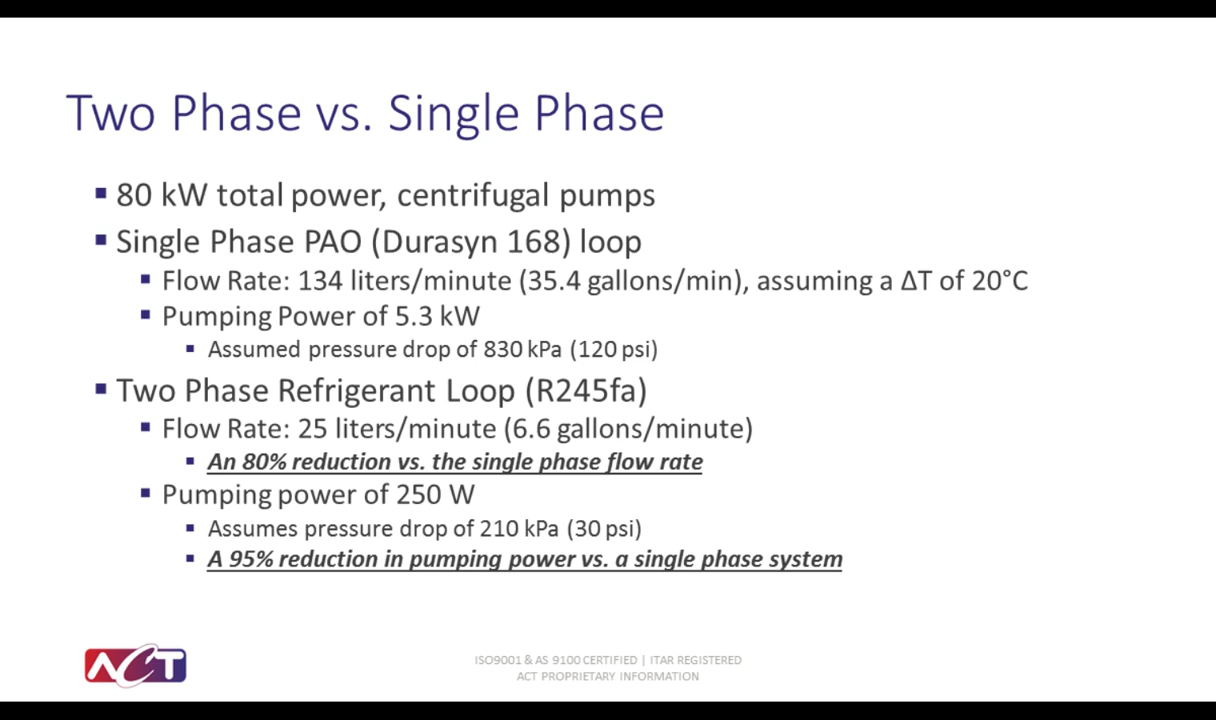 Two Phase vs. Single Phase
▪ 80 kW total power, centrifugal pumps
▪ Single Phase PAO (Durasyn 168) loop
▪ Flow Rate: 134 liters/minute (35.4 gallons/min), assuming a ΔT of 20°C
▪ Pumping Power of 5.3 kW
▪ Assumed pressure drop of 830 kPa (120 psi)
▪ Two Phase Refrigerant Loop (R245fa)
▪ Flow Rate: 25 liters/minute (6.6 gallons/minute)
▪ An 80% reduction vs. the single phase flow rate
▪ Pumping power of 250 W
▪ Assumes pressure drop of 210 kPa (30 psi)
▪ A 95% reduction in pumping power vs. a single phase system
ACT
ISO9001 & AS 9100 CERTIFIED | ITAR REGISTERED
ACT PROPRIETARY INFORMATION